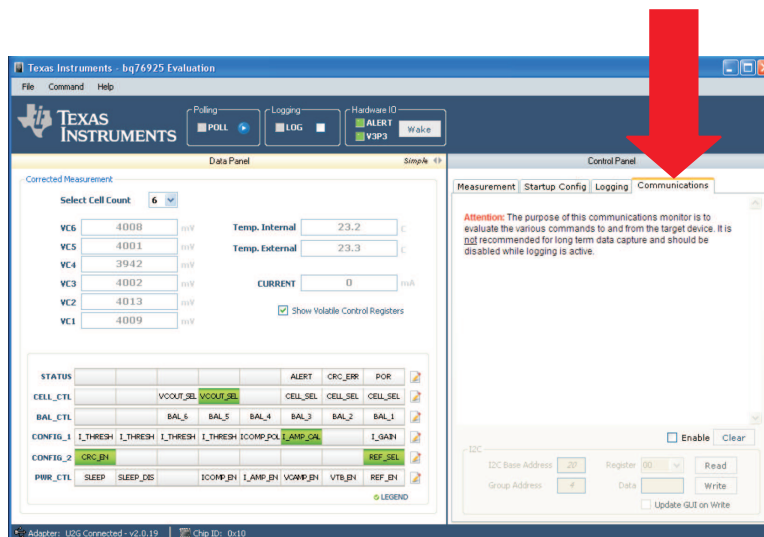 Texas Instruments - bq76925 Evaluation
File Command Help
TEXAS INSTRUMENTS
Polling
POLL
Logging
LOG
Hardware IO
ALERT
V3P3
Wake
Data Panel
Simple
Control Panel
Corrected Measurement
Select Cell Count 6
VC6 4008 mV
VC5 4001 mV
VC4 3942 mV
VC3 4002 mV
VC2 4013 mV
VC1 4009 mV
Temp. Internal 23.2 C
Temp. External 23.3 C
CURRENT 0 mA
Show Volatile Control Registers
STATUS ALERT CRC_ERR POR
CELL_CTL VCOUT_SEL VCOUT_SEL CELL_SEL CELL_SEL CELL_SEL
BAL_CTL BAL_6 BAL_5 BAL_4 BAL_3 BAL_2 BAL_1
CONFIG_1 I_THRESH I_THRESH I_THRESH I_THRESH ICOMP_POL I_AMP_CAL I_GAIN
CONFIG_2 CRC_EN REF_SEL
PWR_CTL SLEEP SLEEP_DIS ICOMP_EN I_AMP_EN VCAMP_EN VTB_EN REF_EN
LEGEND
Measurement Startup Config Logging Communications
Attention: The purpose of this communications monitor is to
evaluate the various commands to and from the target device. It is
not recommended for long term data capture and should be
disabled while logging is active.
Enable Clear
I2C
I2C Base Address 20 Register 00 Read
Group Address 4 Data Write
Update GUI on Write
Adapter: U2G Connected - v2.0.19 Chip ID: 0x10